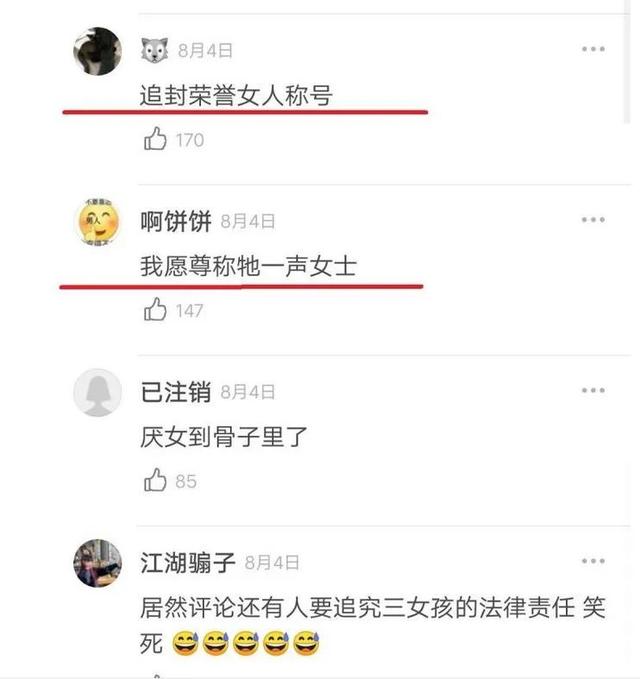 8月4日
追封荣誉女人称号
170
啊饼饼 8月4日
我愿尊称牠一声女士
147
已注销 8月4日
厌女到骨子里了
85
江湖骟子 8月4日
居然评论还有人要追究三女孩的法律责任 笑
死